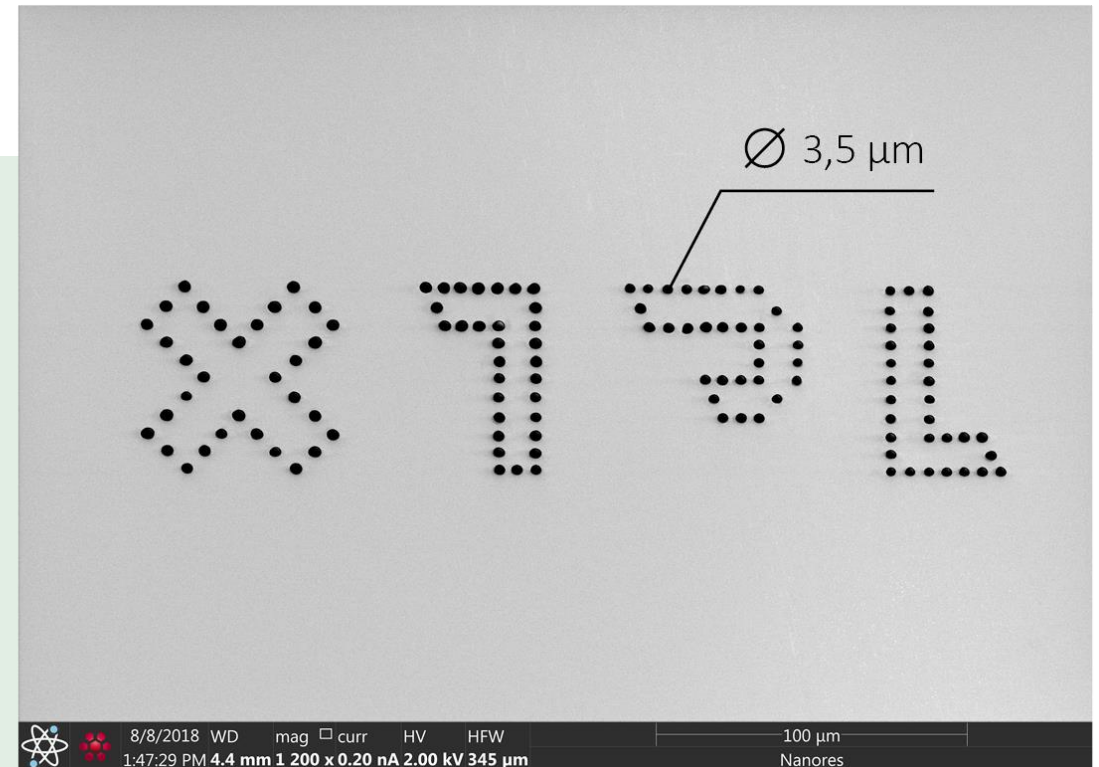 Ø 3,5 µm
XTPL
8/8/2018 WD mag curr HV HFW 100 µm
1:47:29 PM 4.4 mm 1 200 x 0.20 nA 2.00 kV 345 µm Nanores